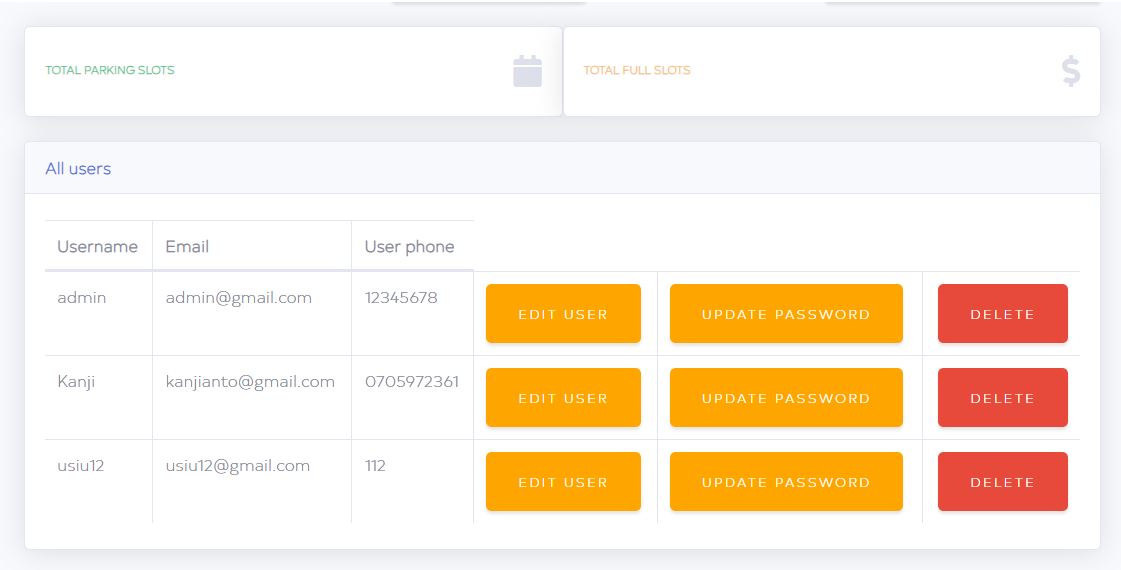 TOTAL PARKING SLOTS
TOTAL FULL SLOTS
All users
Username Email User phone
admin admin@gmail.com 12345678 EDIT USER UPDATE PASSWORD DELETE
Kanji kanjianto@gmail.com 0705972361 EDIT USER UPDATE PASSWORD DELETE
usiu12 usiu12@gmail.com 112 EDIT USER UPDATE PASSWORD DELETE